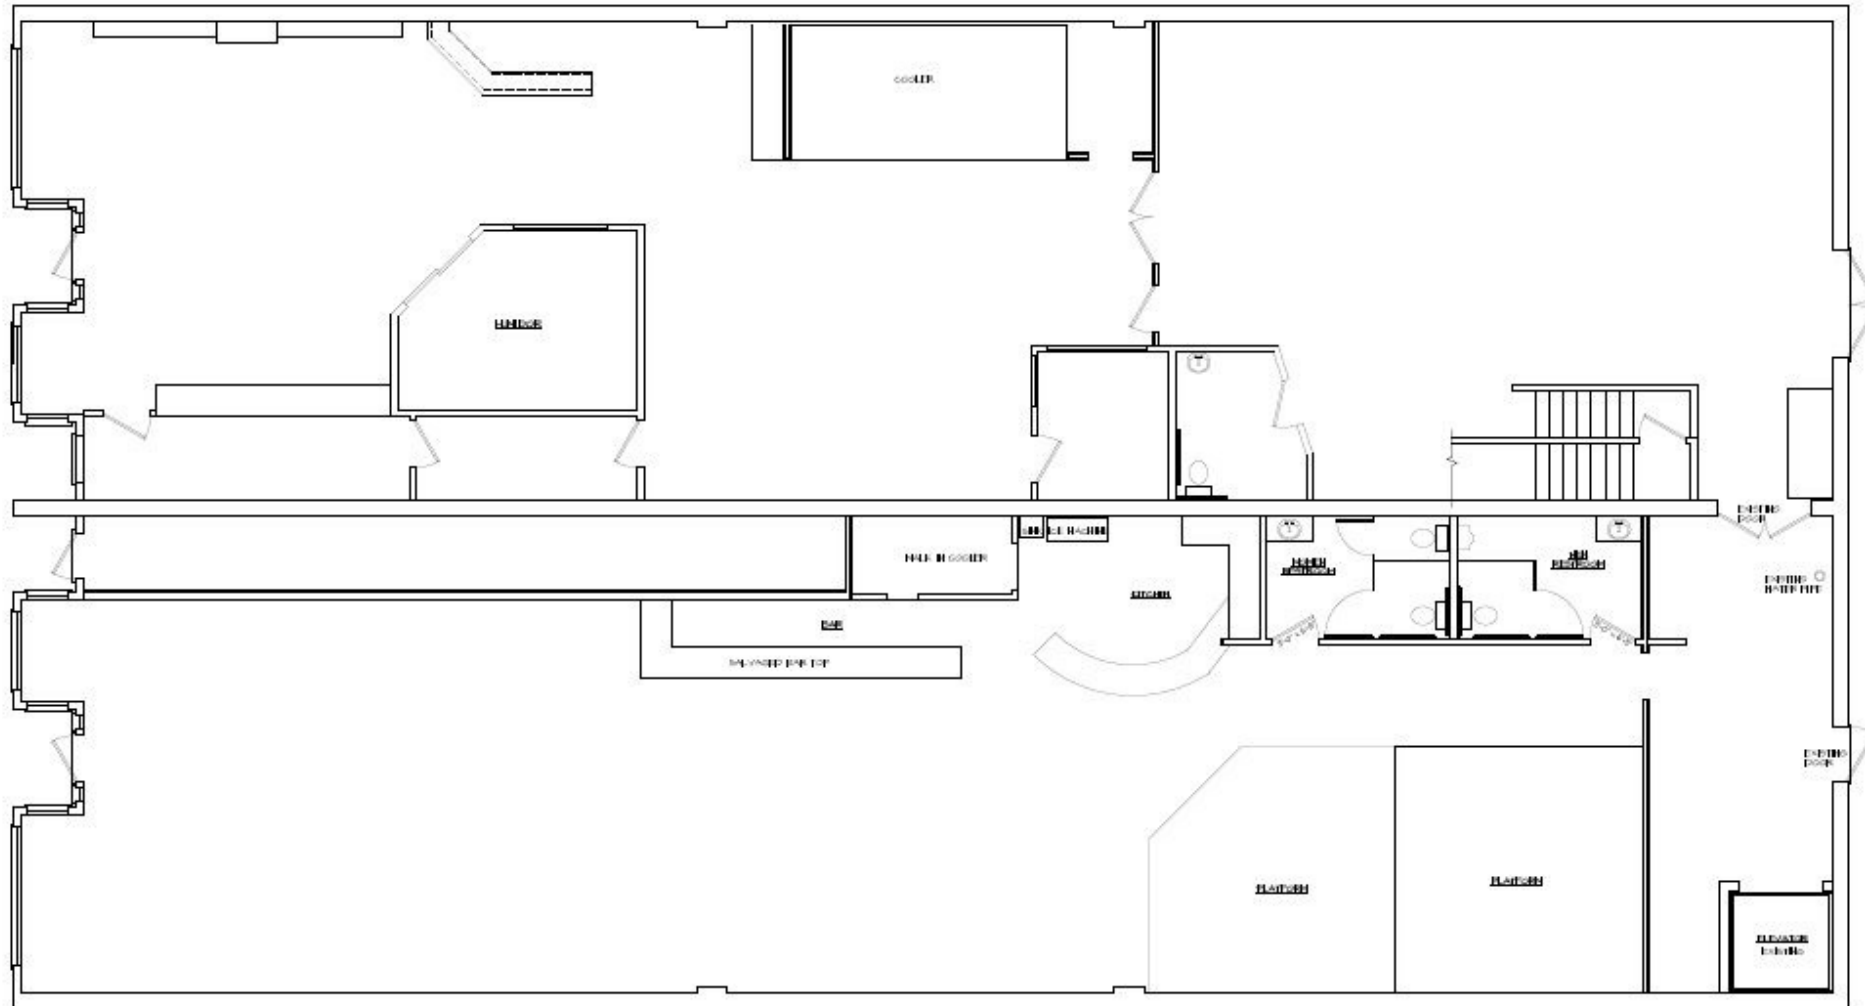 COOLER
HUMIDOR
EXISTING
DOOR
ICE MACHINE
WALK IN COOLER
WOMEN
RESTROOM
MEN
RESTROOM
EXISTING
WATER PIPE
KITCHEN
BAR
SALVAGED BAR TOP
EXISTING
DOOR
PLATFORM
PLATFORM
ELEVATOR
EXISTING